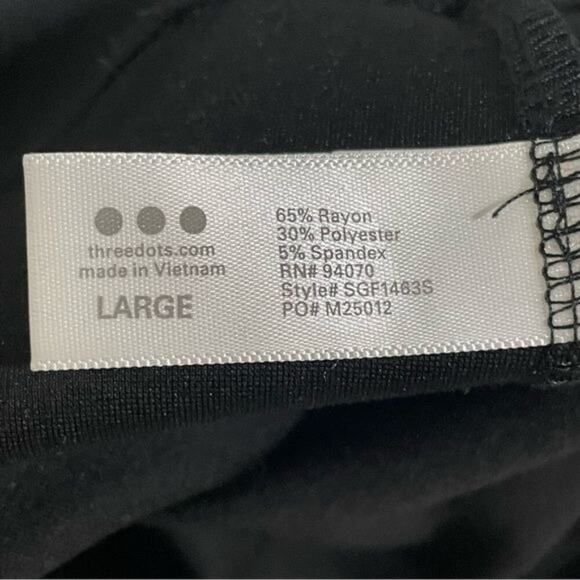 threedots.com
made in Vietnam
LARGE
65% Rayon
30% Polyester
5% Spandex
RN# 94070
Style# SGF1463S
PO# M25012